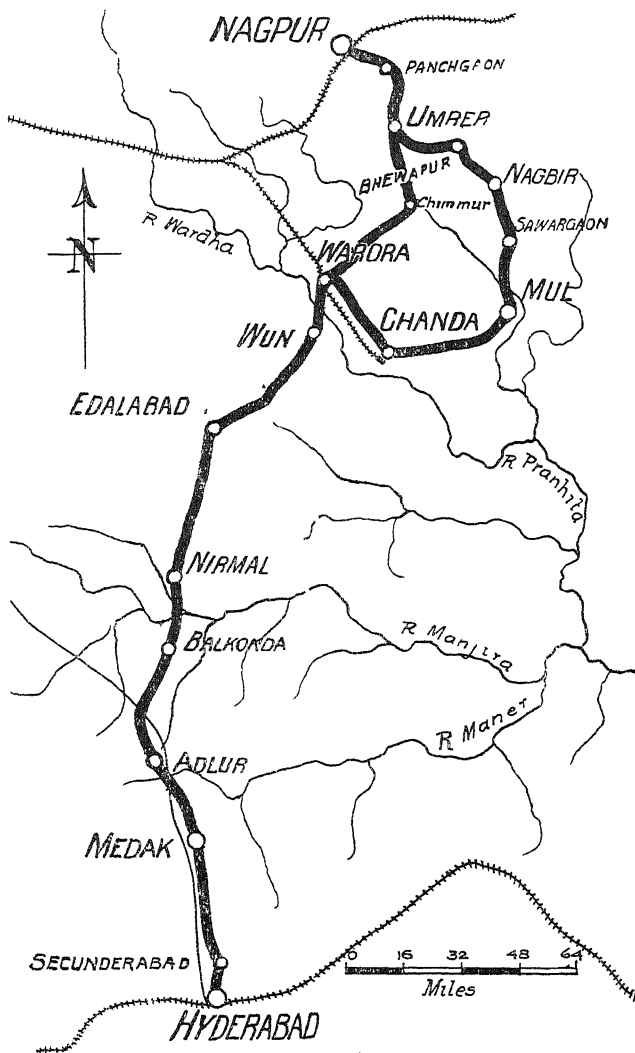 NAGPUR
PANCHGAON
UMRER
BHEWAPUR
NAGBIR
Chimmur
SAWARGAON
R Wardha
N
WARORA
MUL
CHANDA
WUN
EDALABAD
R Pranhita
NIRMAL
R Manjira
BALKONDA
R Maner
ADLUR
MEDAK
SECUNDERABAD
0 16 32 48 64
Miles
HYDERABAD